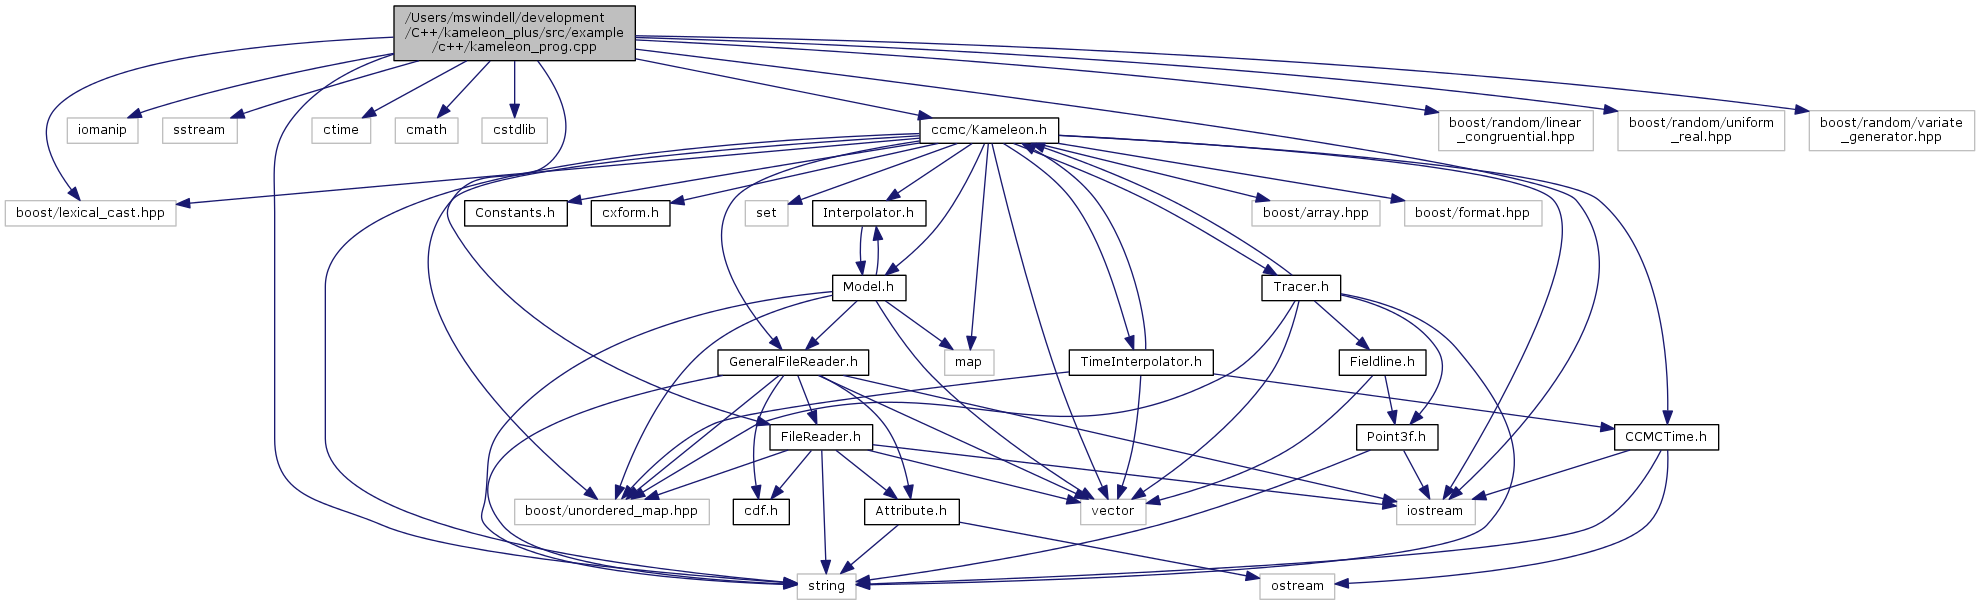 /Users/mswindell/development
/C++/kameleon_plus/src/example
/c++/kameleon_prog.cpp
iomanip
sstream
ctime
cmath
cstdlib
ccmc/Kameleon.h
boost/random/linear
_congruential.hpp
boost/random/uniform
_real.hpp
boost/random/variate
_generator.hpp
boost/lexical_cast.hpp
Constants.h
cxform.h
set
Interpolator.h
boost/array.hpp
boost/format.hpp
Model.h
Tracer.h
GeneralFileReader.h
map
TimeInterpolator.h
Fieldline.h
FileReader.h
Point3f.h
CCMCTime.h
boost/unordered_map.hpp
cdf.h
Attribute.h
vector
iostream
string
ostream